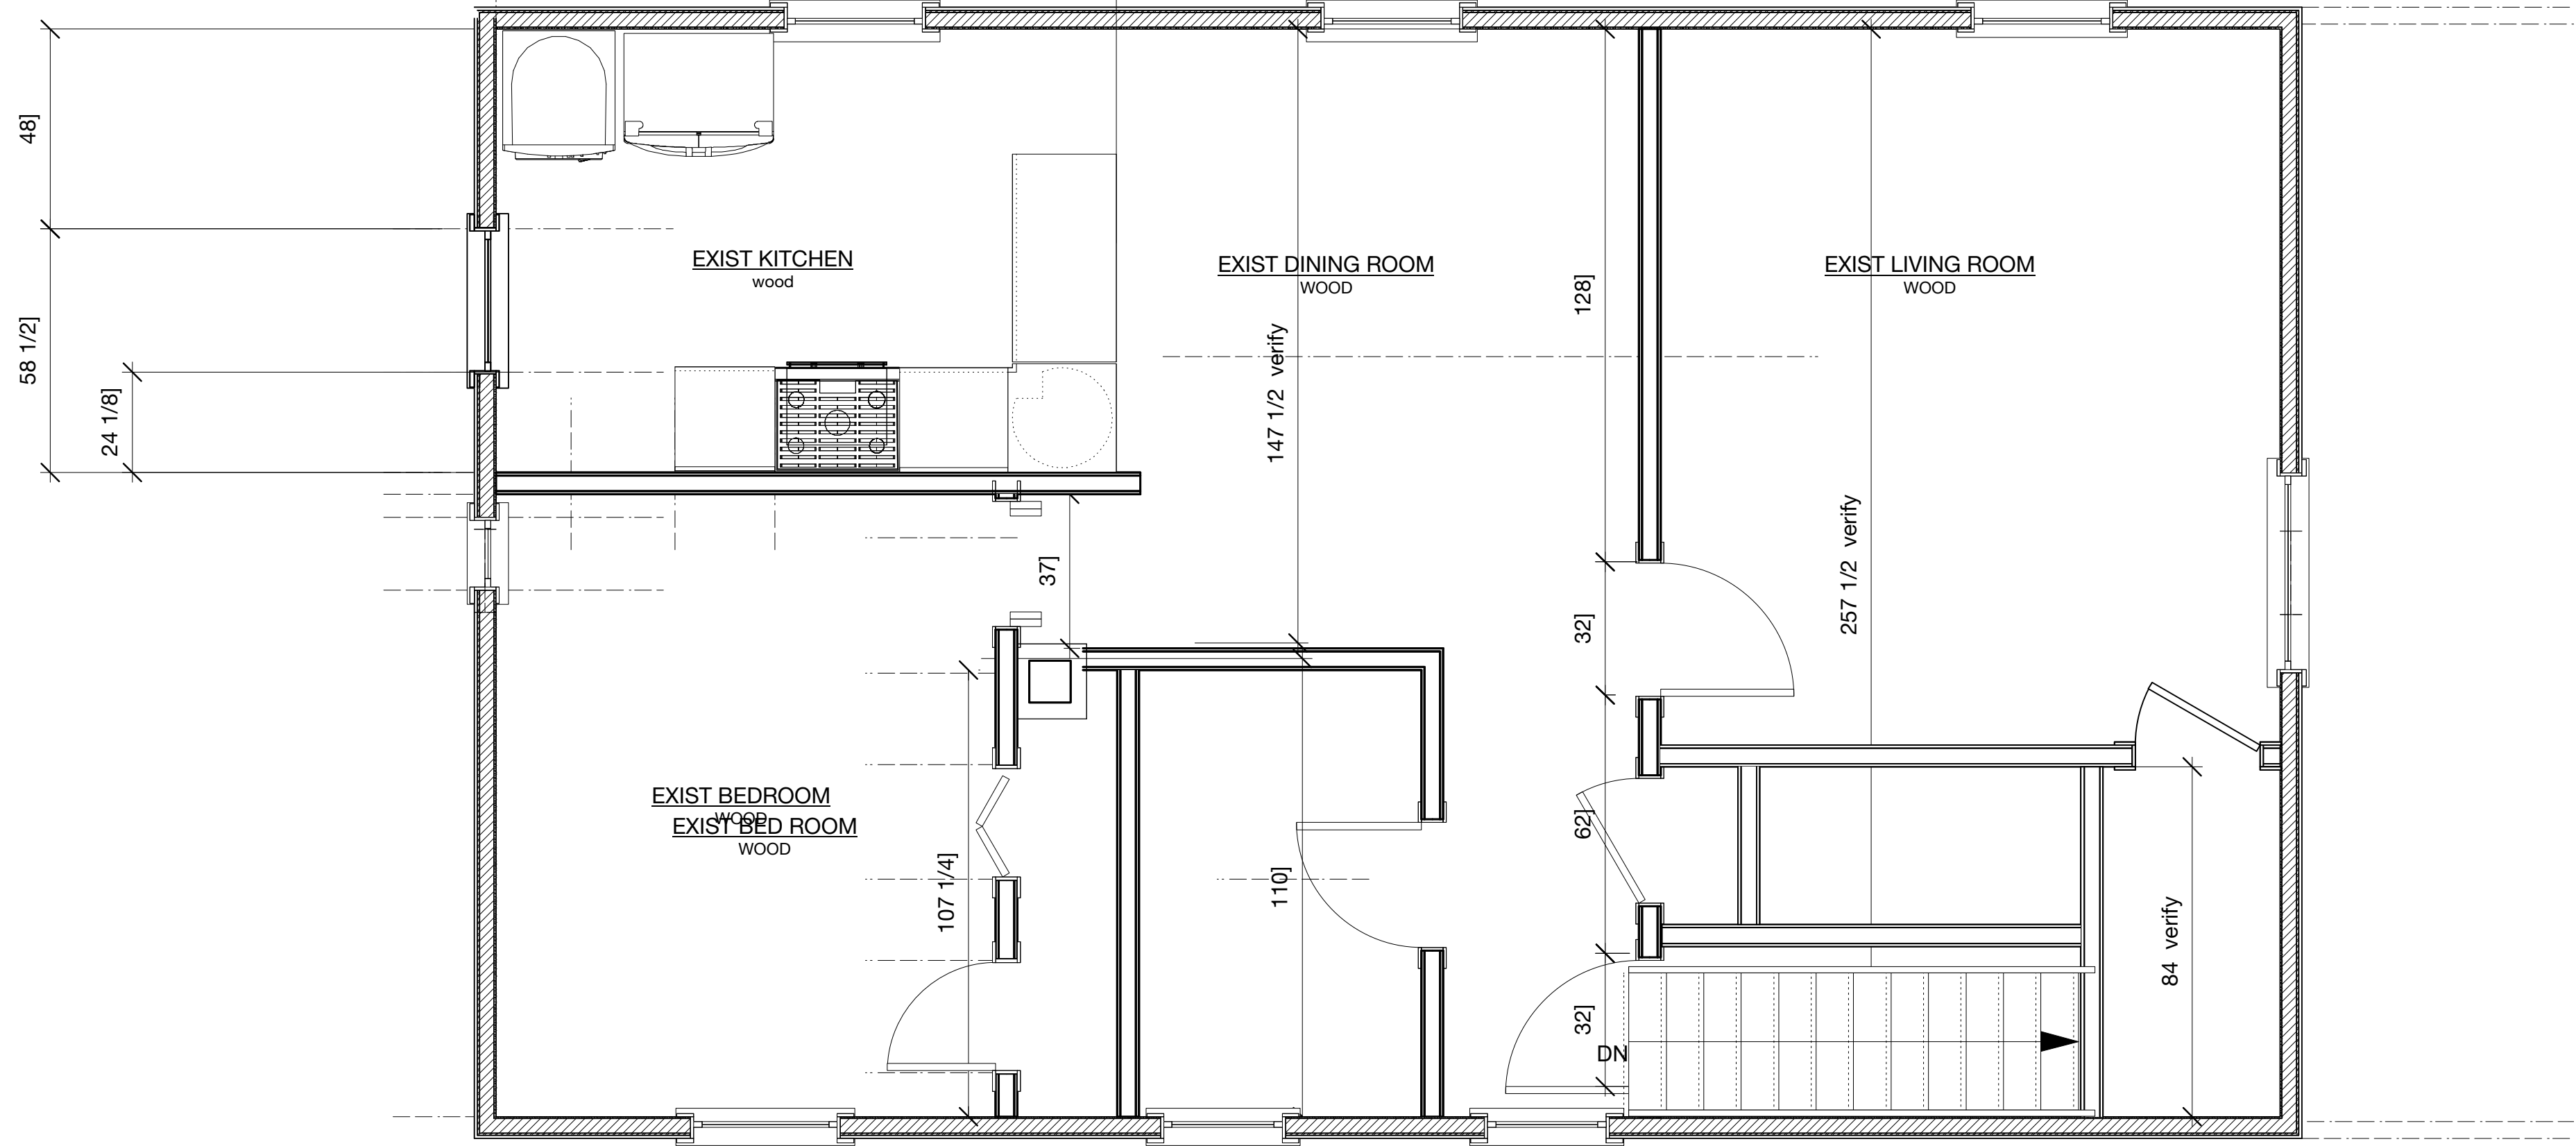 48]
58 1/2]
24 1/8]
EXIST KITCHEN
wood
EXIST DINING ROOM
WOOD
EXIST LIVING ROOM
WOOD
128]
147 1/2  verify
37]
32]
257 1/2  verify
EXIST BEDROOM
WOOD
EXIST BED ROOM
WOOD
107 1/4]
110]
62]
84  verify
32]
DN